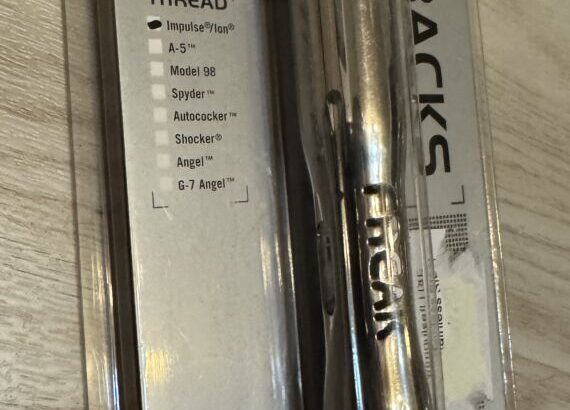 THREAD
Impulse®/Ion®
A-5™
Model 98
Spyder™
Autococker™
Shocker®
Angel™
G-7 Angel™
RACKS